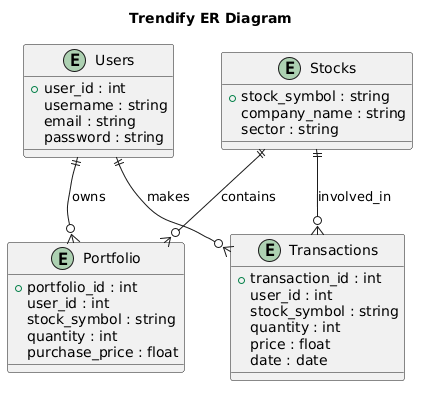 Trendify ER Diagram
E Users
user_id : int
username : string
email : string
password : string
E Stocks
stock_symbol : string
company_name : string
sector : string
owns
makes
contains
involved_in
E Portfolio
portfolio_id : int
user_id : int
stock_symbol : string
quantity : int
purchase_price : float
E Transactions
transaction_id : int
user_id : int
stock_symbol : string
quantity : int
price : float
date : date